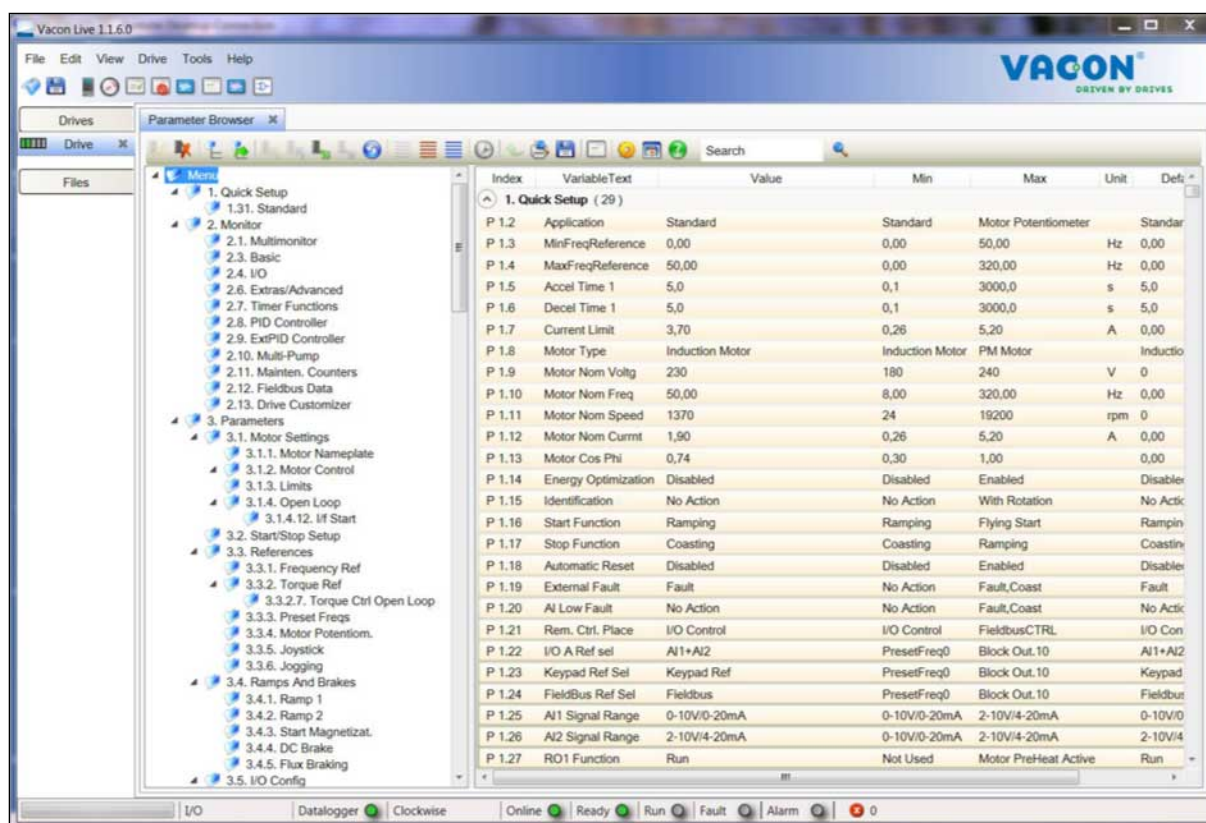 Vacon Live 1.1.6.0
File Edit View Drive Tools Help
VACON®
DRIVEN BY DRIVES
Drives
Drive
Files
Parameter Browser
Search
Menu
1. Quick Setup
1.31. Standard
2. Monitor
2.1. Multimonitor
2.3. Basic
2.4. I/O
2.6. Extras/Advanced
2.7. Timer Functions
2.8. PID Controller
2.9. ExtPID Controller
2.10. Multi-Pump
2.11. Mainten. Counters
2.12. Fieldbus Data
2.13. Drive Customizer
3. Parameters
3.1. Motor Settings
3.1.1. Motor Nameplate
3.1.2. Motor Control
3.1.3. Limits
3.1.4. Open Loop
3.1.4.12. I/f Start
3.2. Start/Stop Setup
3.3. References
3.3.1. Frequency Ref
3.3.2. Torque Ref
3.3.2.7. Torque Ctrl Open Loop
3.3.3. Preset Freqs
3.3.4. Motor Potentiom.
3.3.5. Joystick
3.3.6. Jogging
3.4. Ramps And Brakes
3.4.1. Ramp 1
3.4.2. Ramp 2
3.4.3. Start Magnetizat.
3.4.4. DC Brake
3.4.5. Flux Braking
3.5. I/O Config
Index VariableText Value Min Max Unit Defa
1. Quick Setup (29)
P 1.2 Application Standard Standard Motor Potentiometer Standar
P 1.3 MinFreqReference 0,00 0,00 50,00 Hz 0,00
P 1.4 MaxFreqReference 50,00 0,00 320,00 Hz 0,00
P 1.5 Accel Time 1 5,0 0,1 3000,0 s 5,0
P 1.6 Decel Time 1 5,0 0,1 3000,0 s 5,0
P 1.7 Current Limit 3,70 0,26 5,20 A 0,00
P 1.8 Motor Type Induction Motor Induction Motor PM Motor Inductio
P 1.9 Motor Nom Voltg 230 180 240 V 0
P 1.10 Motor Nom Freq 50,00 8,00 320,00 Hz 0,00
P 1.11 Motor Nom Speed 1370 24 19200 rpm 0
P 1.12 Motor Nom Currnt 1,90 0,26 5,20 A 0,00
P 1.13 Motor Cos Phi 0,74 0,30 1,00 0,00
P 1.14 Energy Optimization Disabled Disabled Enabled Disable
P 1.15 Identification No Action No Action With Rotation No Actic
P 1.16 Start Function Ramping Ramping Flying Start Rampin
P 1.17 Stop Function Coasting Coasting Ramping Coastin
P 1.18 Automatic Reset Disabled Disabled Enabled Disable
P 1.19 External Fault Fault No Action Fault,Coast Fault
P 1.20 AI Low Fault No Action No Action Fault,Coast No Actic
P 1.21 Rem. Ctrl. Place I/O Control I/O Control FieldbusCTRL I/O Con
P 1.22 I/O A Ref sel AI1+AI2 PresetFreq0 Block Out.10 AI1+AI2
P 1.23 Keypad Ref Sel Keypad Ref PresetFreq0 Block Out.10 Keypad
P 1.24 FieldBus Ref Sel Fieldbus PresetFreq0 Block Out.10 Fieldbus
P 1.25 AI1 Signal Range 0-10V/0-20mA 0-10V/0-20mA 2-10V/4-20mA 0-10V/0
P 1.26 AI2 Signal Range 2-10V/4-20mA 0-10V/0-20mA 2-10V/4-20mA 2-10V/4
P 1.27 RO1 Function Run Not Used Motor PreHeat Active Run
I/O Datalogger Clockwise Online Ready Run Fault Alarm 0